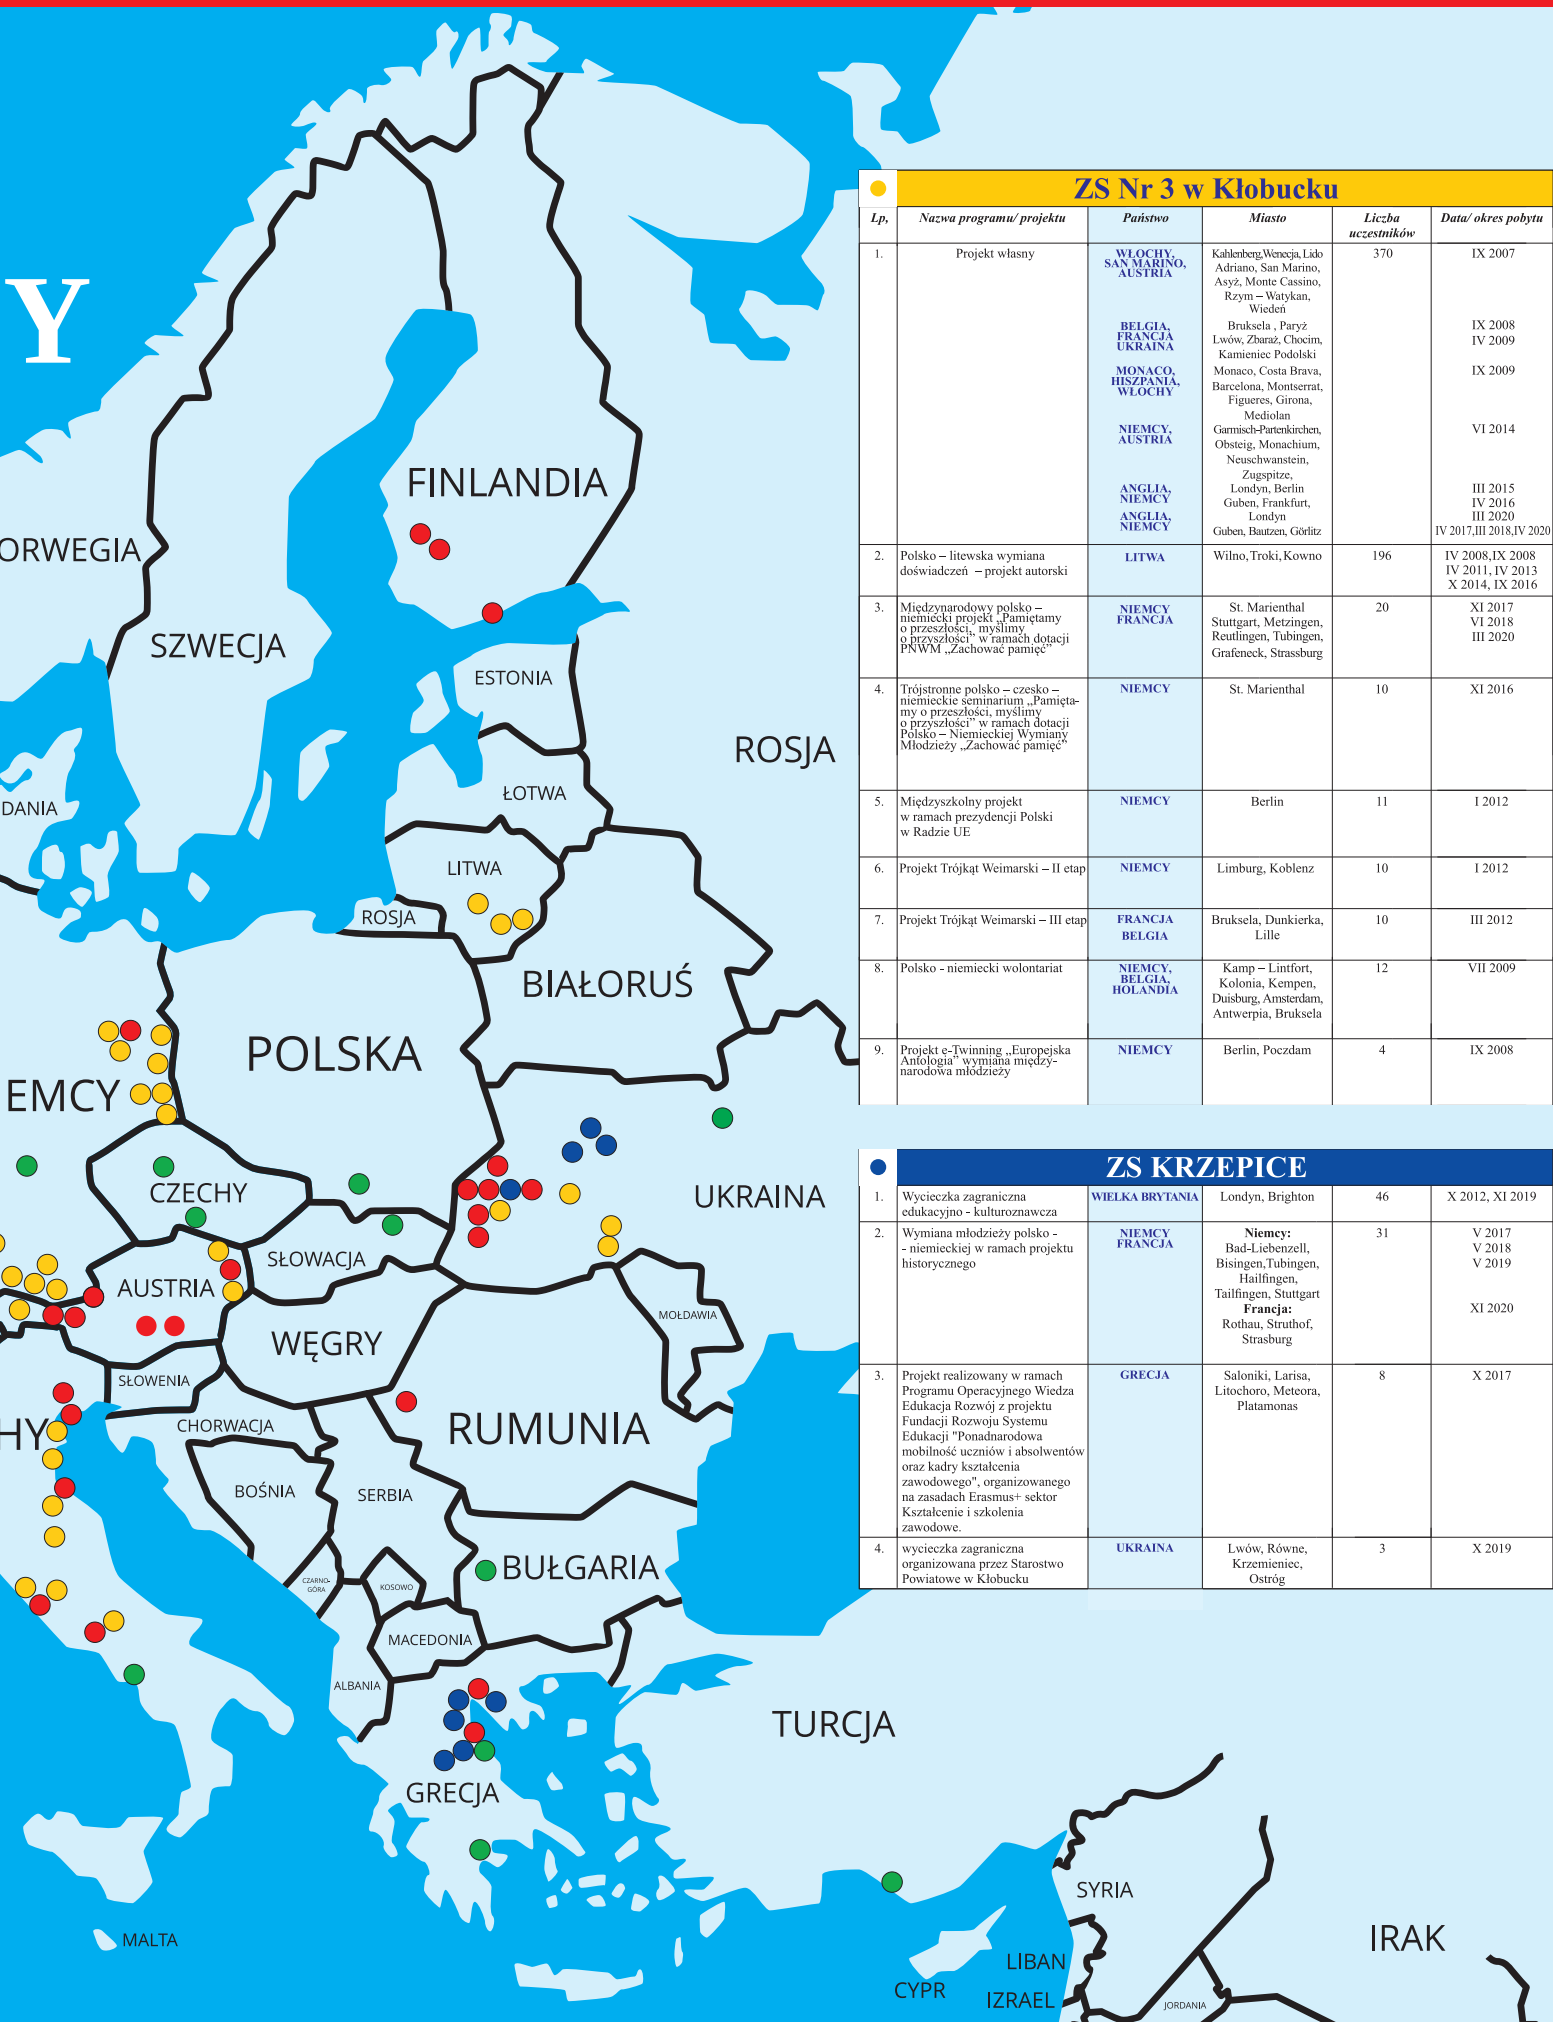 Y
ZS Nr 3 w Kłobucku
Lp, Nazwa programu/ projektu Państwo Miasto Liczba uczestników Data/ okres pobytu
1. Projekt własny WŁOCHY, SAN MARINO, AUSTRIA Kahlenberg,Wenecja, Lido 370 IX 2007
Adriano, San Marino,
Asyż, Monte Cassino,
Rzym – Watykan,
Wiedeń
BELGIA, FRANCJA Bruksela , Paryż IX 2008
UKRAINA Lwów, Zbaraż, Chocim, IV 2009
Kamieniec Podolski
MONACO, HISZPANIA, WŁOCHY Monaco, Costa Brava, IX 2009
Barcelona, Montserrat,
Figueres, Girona,
Mediolan
NIEMCY, AUSTRIA Garmisch-Partenkirchen, VI 2014
Obsteig, Monachium,
Neuschwanstein,
Zugspitze,
ANGLIA, NIEMCY Londyn, Berlin III 2015
Guben, Frankfurt, IV 2016
ANGLIA, NIEMCY Londyn III 2020
Guben, Bautzen, Görlitz IV 2017,III 2018,IV 2020
2. Polsko – litewska wymiana LITWA Wilno, Troki, Kowno 196 IV 2008,IX 2008
doświadczeń – projekt autorski IV 2011, IV 2013
X 2014, IX 2016
3. Międzynarodowy polsko – NIEMCY St. Marienthal 20 XI 2017
niemiecki projekt „Pamiętamy FRANCJA Stuttgart, Metzingen, VI 2018
o przeszłości, myślimy Reutlingen, Tubingen, III 2020
o przyszłości” w ramach dotacji Grafeneck, Strassburg
PNWM „Zachować pamięć”
4. Trójstronne polsko – czesko – NIEMCY St. Marienthal 10 XI 2016
niemieckie seminarium „Pamięta-
my o przeszłości, myślimy
o przyszłości” w ramach dotacji
Polsko – Niemieckiej Wymiany
Młodzieży „Zachować pamięć”
5. Międzyszkolny projekt NIEMCY Berlin 11 I 2012
w ramach prezydencji Polski
w Radzie UE
6. Projekt Trójkąt Weimarski – II etap NIEMCY Limburg, Koblenz 10 I 2012
7. Projekt Trójkąt Weimarski – III etap FRANCJA Bruksela, Dunkierka, 10 III 2012
BELGIA Lille
8. Polsko - niemiecki wolontariat NIEMCY, Kamp – Lintfort, 12 VII 2009
BELGIA, Kolonia, Kempen,
HOLANDIA Duisburg, Amsterdam,
Antwerpia, Bruksela
9. Projekt e-Twinning „Europejska NIEMCY Berlin, Poczdam 4 IX 2008
Antologia” wymiana między-
narodowa młodzieży
ZS KRZEPICE
1. Wycieczka zagraniczna WIELKA BRYTANIA Londyn, Brighton 46 X 2012, XI 2019
edukacyjno - kulturoznawcza
2. Wymiana młodzieży polsko - NIEMCY Niemcy: 31 V 2017
- niemieckiej w ramach projektu FRANCJA Bad-Liebenzell, V 2018
historycznego Bisingen,Tubingen, V 2019
Hailfingen,
Tailfingen, Stuttgart
Francja: XI 2020
Rothau, Struthof,
Strasburg
3. Projekt realizowany w ramach GRECJA Saloniki, Larisa, 8 X 2017
Programu Operacyjnego Wiedza Litochoro, Meteora,
Edukacja Rozwój z projektu Platamonas
Fundacji Rozwoju Systemu
Edukacji "Ponadnarodowa
mobilność uczniów i absolwentów
oraz kadry kształcenia
zawodowego", organizowanego
na zasadach Erasmus+ sektor
Kształcenie i szkolenia
zawodowe.
4. wycieczka zagraniczna UKRAINA Lwów, Równe, 3 X 2019
organizowana przez Starostwo Krzemieniec,
Powiatowe w Kłobucku Ostróg
FINLANDIA
ORWEGIA
SZWECJA
ESTONIA
ROSJA
DANIA
ŁOTWA
LITWA
ROSJA
BIAŁORUŚ
POLSKA
EMCY
CZECHY
UKRAINA
SŁOWACJA
AUSTRIA
MOŁDAWIA
WĘGRY
SŁOWENIA
CHORWACJA
RUMUNIA
HY
BOŚNIA
SERBIA
BUŁGARIA
CZARNO-
GÓRA
KOSOWO
MACEDONIA
ALBANIA
TURCJA
GRECJA
SYRIA
MALTA
IRAK
LIBAN
CYPR
IZRAEL
JORDANIA